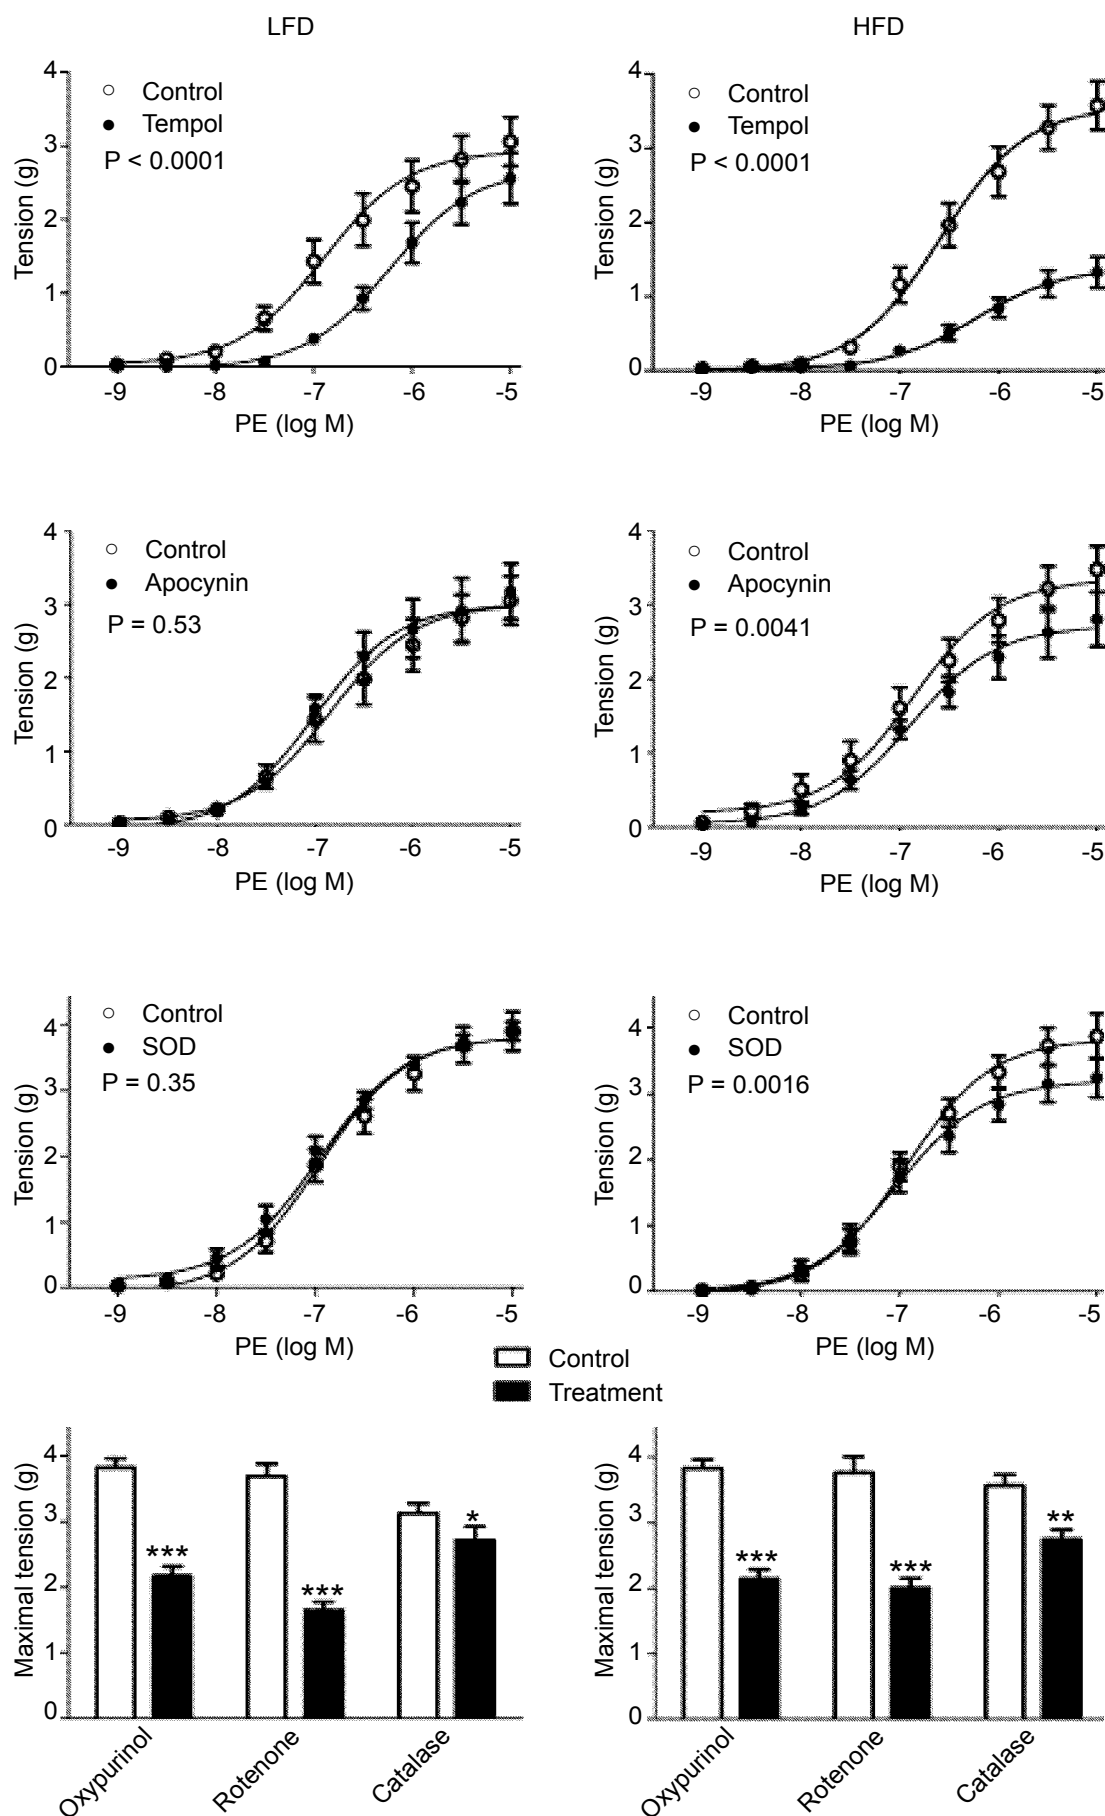 LFD
HFD
4
3
2
1
0
Tension (g)
Control
Tempol
P < 0.0001
-9 -8 -7 -6 -5
PE (log M)
4
3
2
1
0
Tension (g)
Control
Tempol
P < 0.0001
-9 -8 -7 -6 -5
PE (log M)
4
3
2
1
0
Tension (g)
Control
Apocynin
P = 0.53
-9 -8 -7 -6 -5
PE (log M)
4
3
2
1
0
Tension (g)
Control
Apocynin
P = 0.0041
-9 -8 -7 -6 -5
PE (log M)
4
3
2
1
0
Tension (g)
Control
SOD
P = 0.35
-9 -8 -7 -6 -5
PE (log M)
4
3
2
1
0
Tension (g)
Control
SOD
P = 0.0016
-9 -8 -7 -6 -5
PE (log M)
Control
Treatment
4
3
2
1
0
Maximal tension (g)
***
***
*
Oxypurinol
Rotenone
Catalase
4
3
2
1
0
Maximal tension (g)
***
***
**
Oxypurinol
Rotenone
Catalase